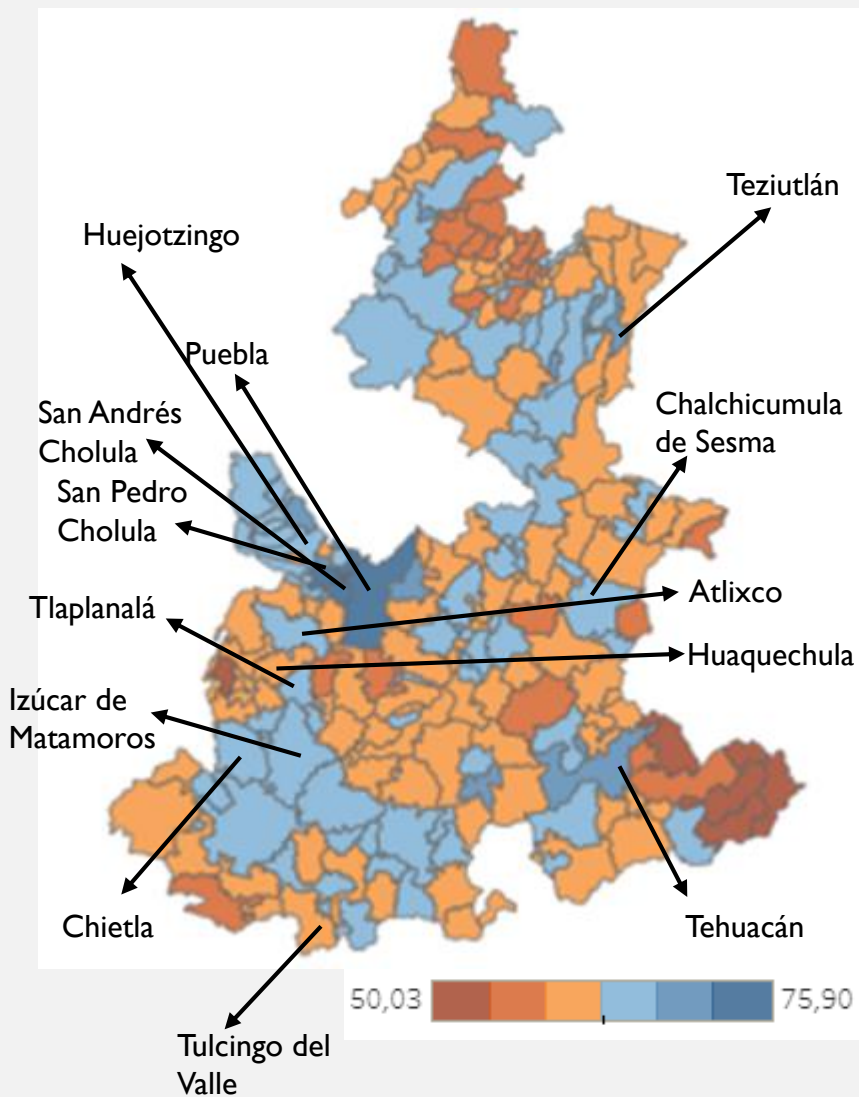 Teziutlán
Huejotzingo
Puebla
San Andrés
Cholula
Chalchicumula
de Sesma
San Pedro
Cholula
Atlixco
Tlaplanalá
Huaquechula
Izúcar de
Matamoros
Chietla
Tehuacán
50,03
75,90
Tulcingo del
Valle